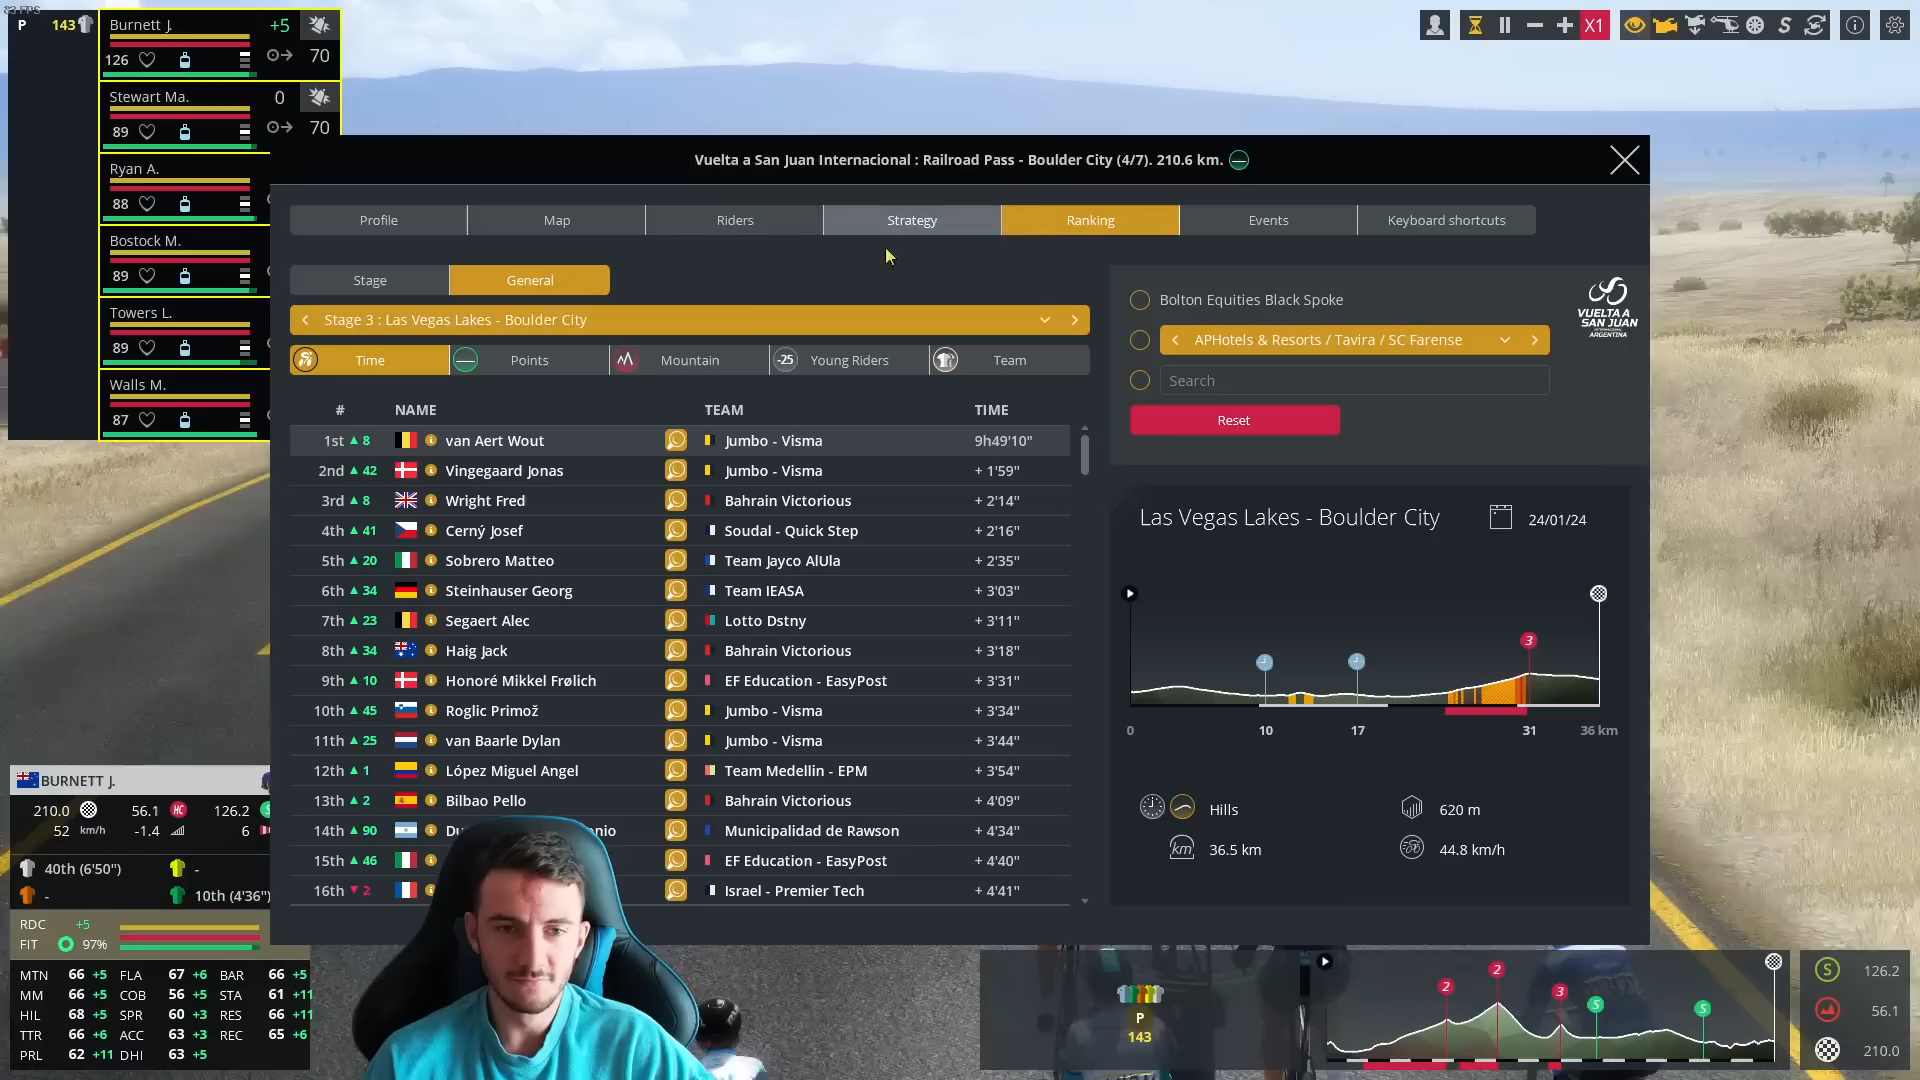 33 FPS
P 143
Burnett J. +5
126 70
Stewart Ma. 0
89 70
Ryan A.
88
Bostock M.
89
Towers L.
89
Walls M.
87
X1
Vuelta a San Juan Internacional : Railroad Pass - Boulder City (4/7). 210.6 km.
Profile Map Riders Strategy Ranking Events Keyboard shortcuts
Stage General
Stage 3 : Las Vegas Lakes - Boulder City
Time Points Mountain -25 Young Riders Team
# NAME TEAM TIME
1st 8 van Aert Wout Jumbo - Visma 9h49'10"
2nd 42 Vingegaard Jonas Jumbo - Visma + 1'59"
3rd 8 Wright Fred Bahrain Victorious + 2'14"
4th 41 Cerný Josef Soudal - Quick Step + 2'16"
5th 20 Sobrero Matteo Team Jayco AlUla + 2'35"
6th 34 Steinhauser Georg Team IEASA + 3'03"
7th 23 Segaert Alec Lotto Dstny + 3'11"
8th 34 Haig Jack Bahrain Victorious + 3'18"
9th 10 Honoré Mikkel Frølich EF Education - EasyPost + 3'31"
10th 45 Roglic Primož Jumbo - Visma + 3'34"
11th 25 van Baarle Dylan Jumbo - Visma + 3'44"
12th 1 López Miguel Angel Team Medellin - EPM + 3'54"
13th 2 Bilbao Pello Bahrain Victorious + 4'09"
14th 90 Municipalidad de Rawson + 4'34"
15th 46 EF Education - EasyPost + 4'40"
16th 2 Israel - Premier Tech + 4'41"
Bolton Equities Black Spoke
APHotels & Resorts / Tavira / SC Farense
Search
Reset
VUELTA A
SAN JUAN
INTERNACIONAL
ARGENTINA
Las Vegas Lakes - Boulder City 24/01/24
3
0 10 17 31 36 km
Hills 620 m
km 36.5 km 44.8 km/h
BURNETT J.
210.0 56.1 HC 126.2 S
52 km/h -1.4 6
40th (6'50") -
- 10th (4'36")
RDC +5
FIT 97%
MTN 66 +5 FLA 67 +6 BAR 66 +5
MM 66 +5 COB 56 +5 STA 61 +11
HIL 68 +5 SPR 60 +3 RES 66 +11
TTR 66 +6 ACC 63 +3 REC 65 +6
PRL 62 +11 DHI 63 +5
P
143
2 2 3 S S
S 126.2
56.1
210.0